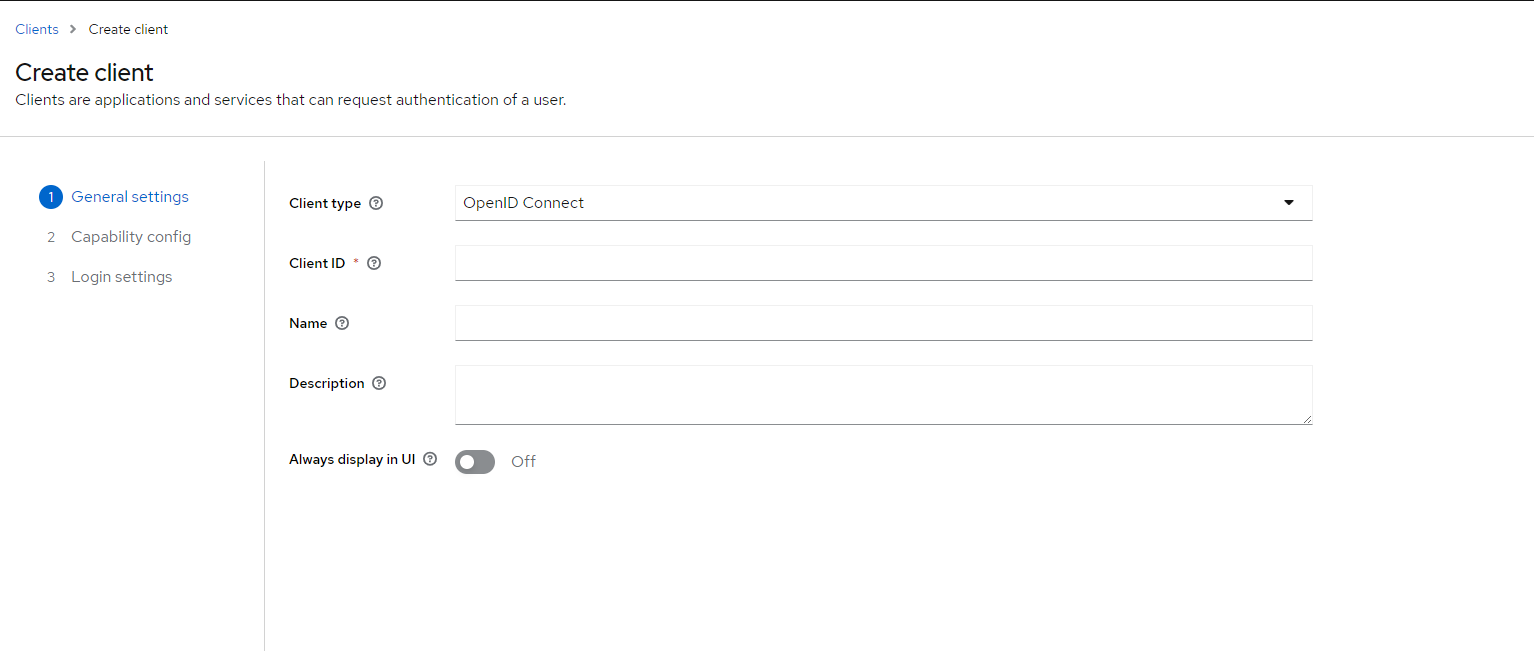 Clients > Create client
Create client
Clients are applications and services that can request authentication of a user.
1 General settings
2 Capability config
3 Login settings
Client type ? OpenID Connect
Client ID * ?
Name ?
Description ?
Always display in UI ? Off